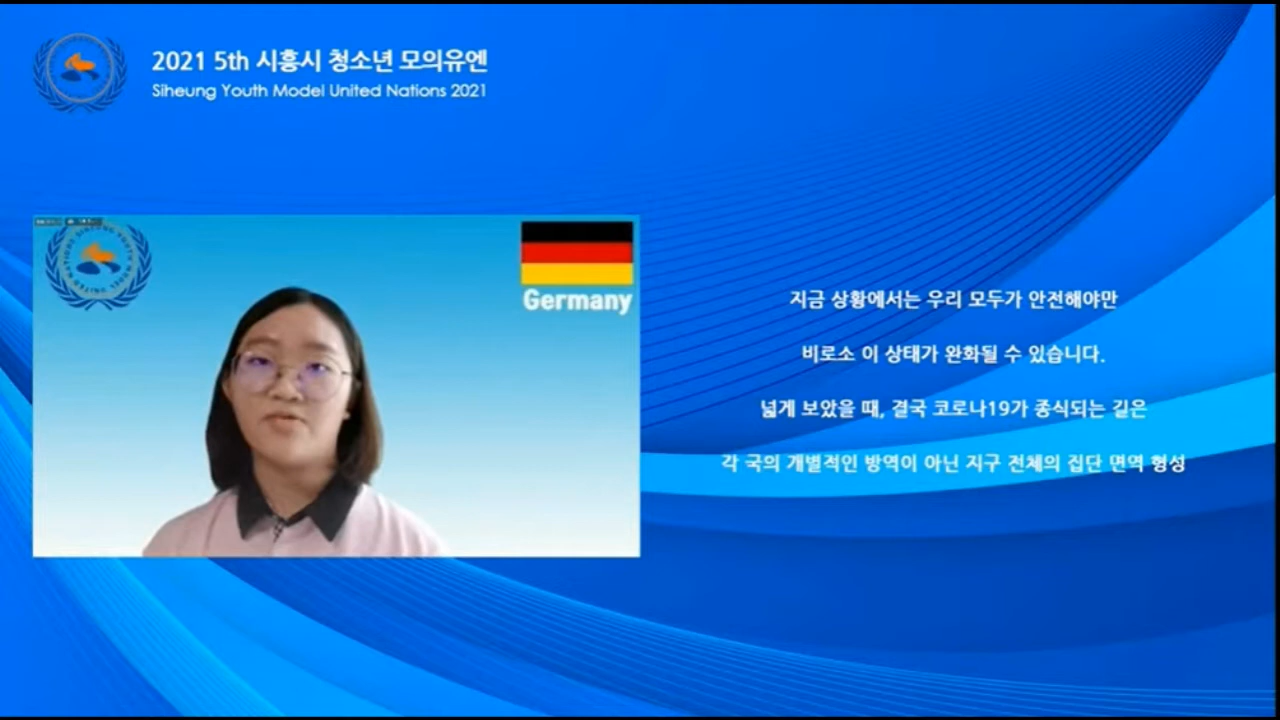 2021 5th 시흥시 청소년 모의유엔
Siheung Youth Model United Nations 2021
Germany
지금 상황에서는 우리 모두가 안전해야만
비로소 이 상태가 완화될 수 있습니다.
넓게 보았을 때, 결국 코로나19가 종식되는 길은
각 국의 개별적인 방역이 아닌 지구 전체의 집단 면역 형성